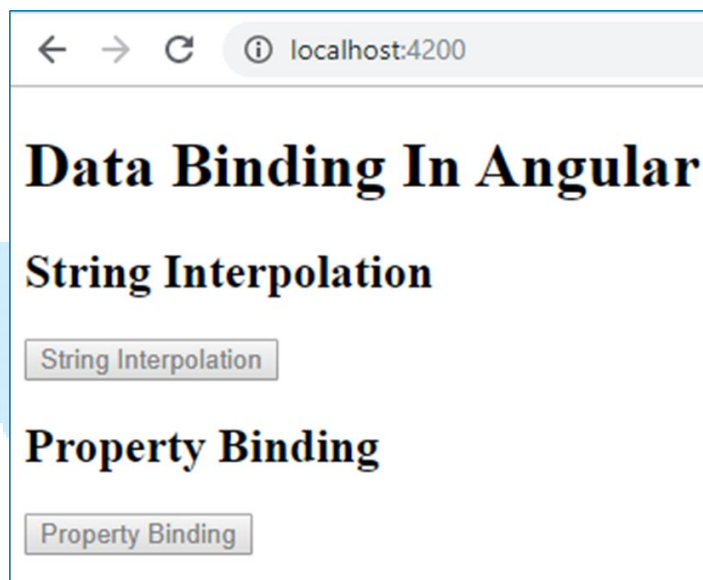 localhost:4200
Data Binding In Angular
String Interpolation
String Interpolation
Property Binding
Property Binding